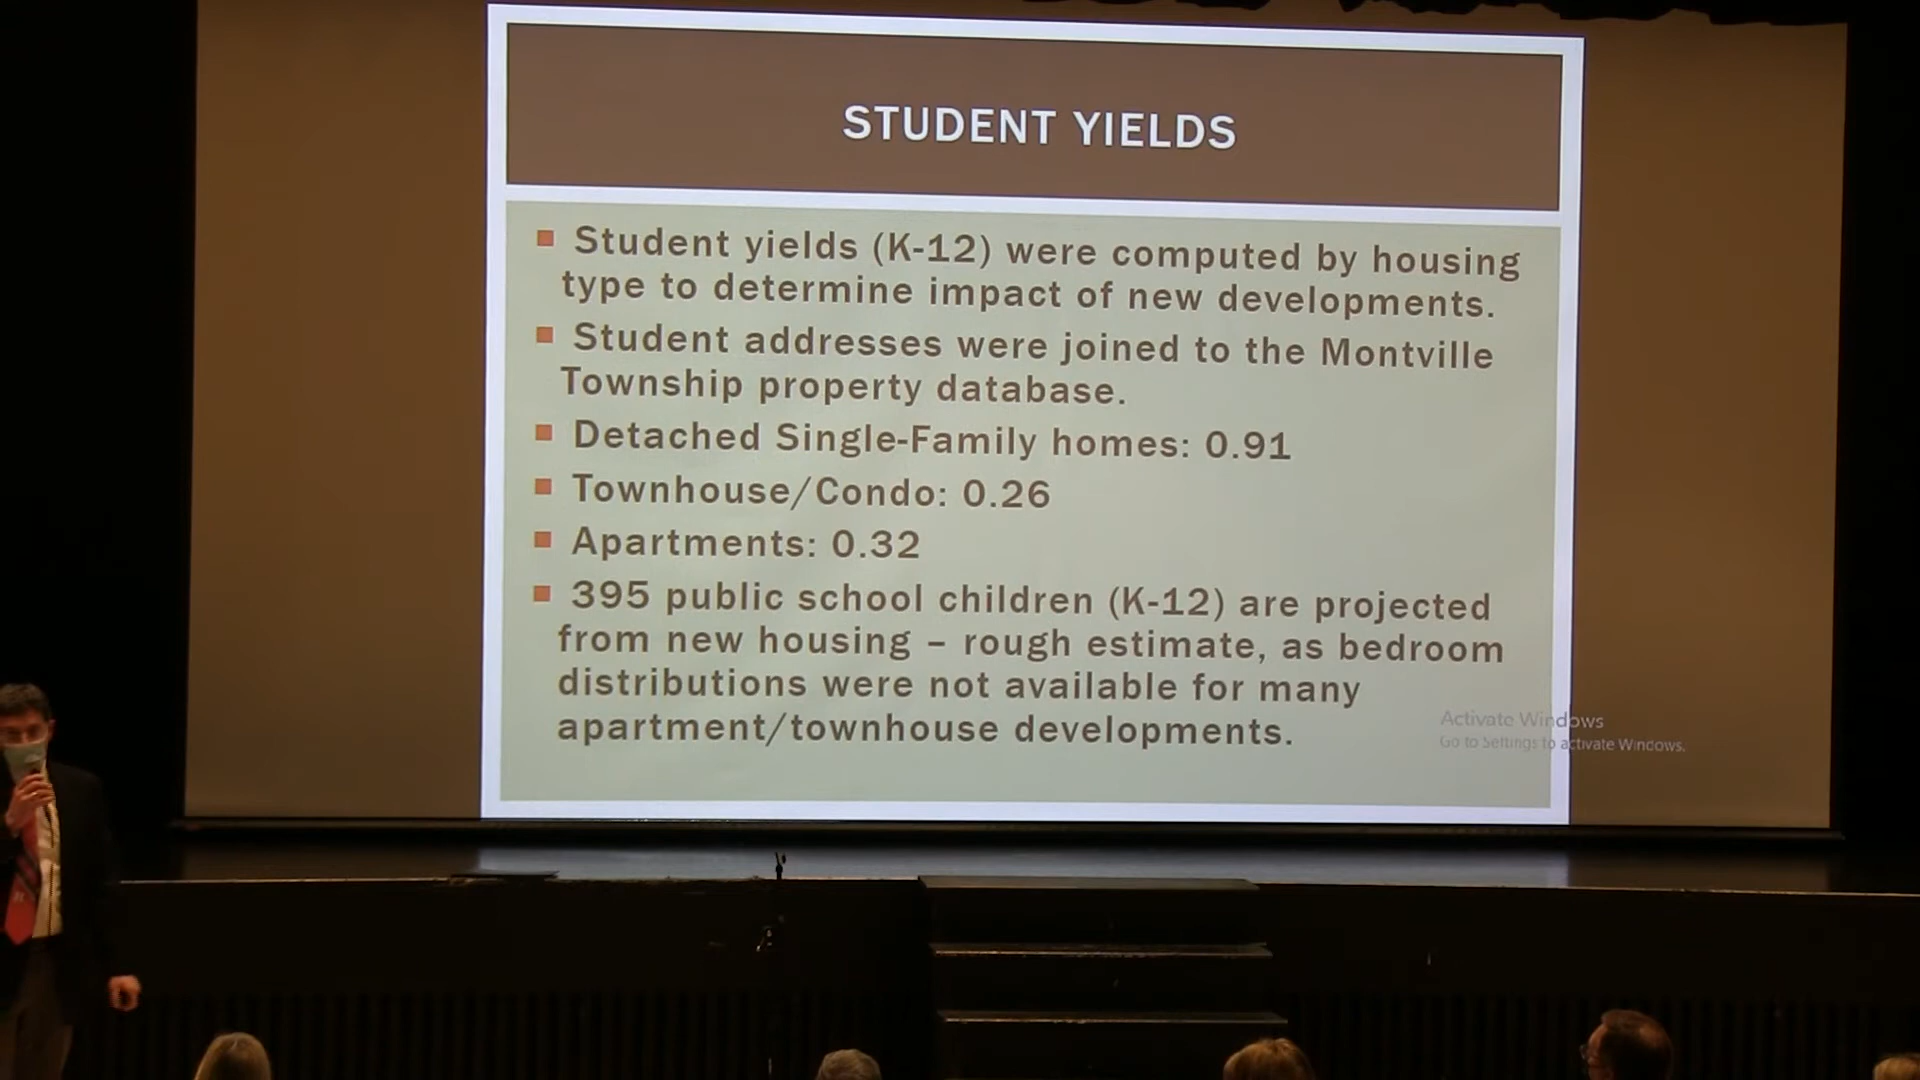 STUDENT YIELDS
Student yields (K-12) were computed by housing
type to determine impact of new developments.
Student addresses were joined to the Montville
Township property database.
Detached Single-Family homes: 0.91
Townhouse/Condo: 0.26
Apartments: 0.32
395 public school children (K-12) are projected
from new housing – rough estimate, as bedroom
distributions were not available for many
apartment/townhouse developments.
Activate Windows
Go to Settings to activate Windows.